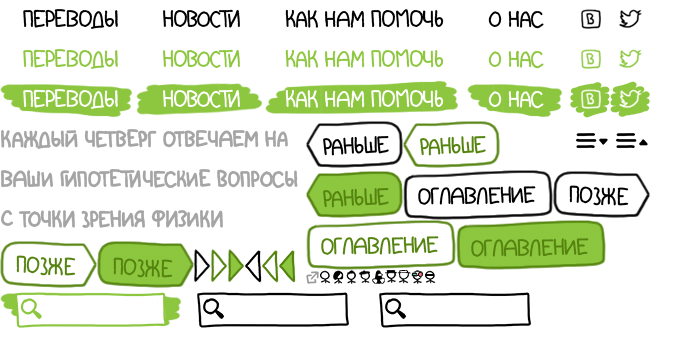 ПЕРЕВОДЫ НОВОСТИ КАК НАМ ПОМОЧЬ О НАС В
ПЕРЕВОДЫ НОВОСТИ КАК НАМ ПОМОЧЬ О НАС В
ПЕРЕВОДЫ НОВОСТИ КАК НАМ ПОМОЧЬ О НАС В
КАЖДЫЙ ЧЕТВЕРГ ОТВЕЧАЕМ НА
ВАШИ ГИПОТЕТИЧЕСКИЕ ВОПРОСЫ
С ТОЧКИ ЗРЕНИЯ ФИЗИКИ
РАНЬШЕ РАНЬШЕ
РАНЬШЕ ОГЛАВЛЕНИЕ ПОЗЖЕ
ОГЛАВЛЕНИЕ ОГЛАВЛЕНИЕ
ПОЗЖЕ ПОЗЖЕ